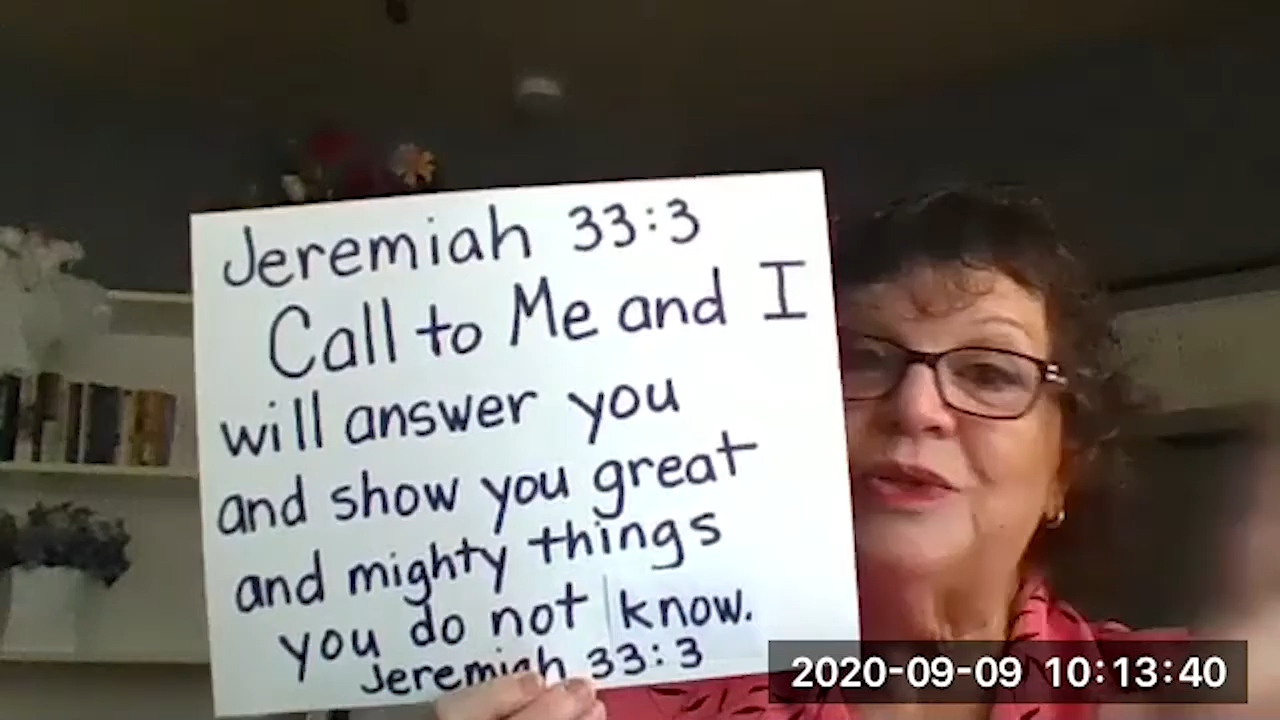 Jeremiah 33:3
Call to Me and I
will answer you
and show you great
and mighty things
you do not know.
Jeremiah 33:3
2020-09-09 10:13:40